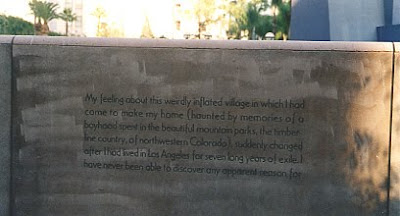 My feeling about this weirdly inflated village in which I had
come to make my home (haunted by memories of a
boyhood spent in the beautiful mountain parks, the timber-
line country, of northwestern Colorado), suddenly changed
after I had lived in Los Angeles for seven long years of exile. I
have never been able to discover any apparent reason for